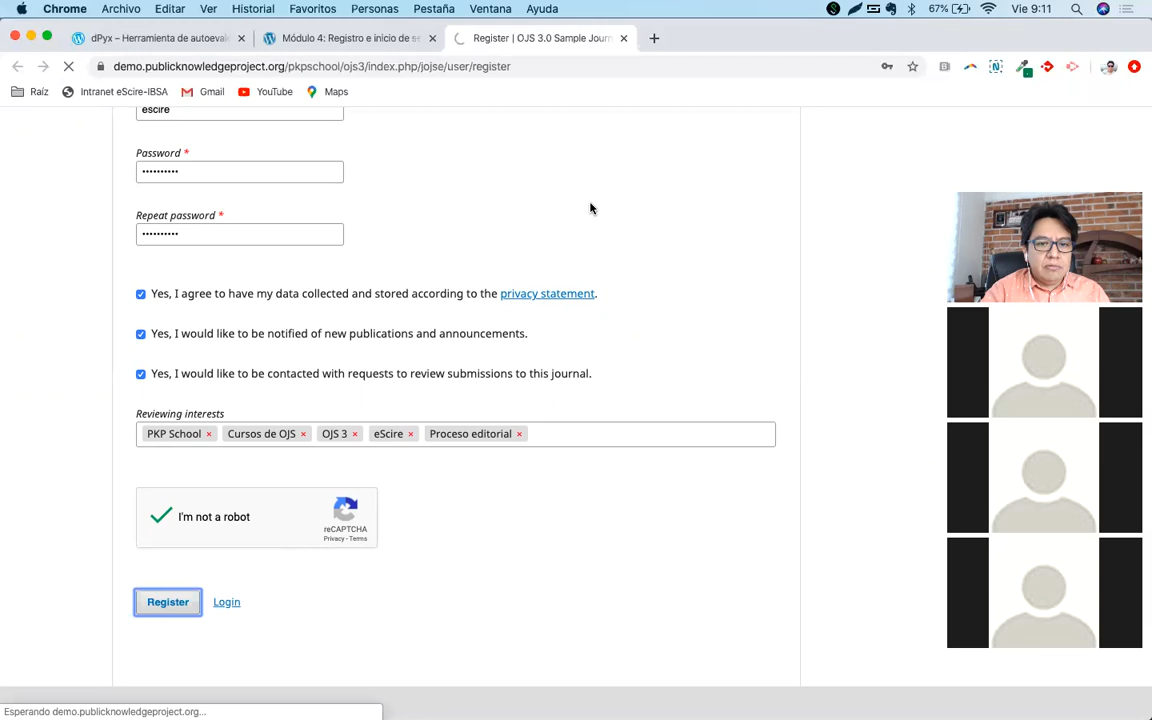 Chrome Archivo Editar Ver Historial Favoritos Personas Pestaña Ventana Ayuda 67% Vie 9:11
dPyx – Herramienta de autoeval Módulo 4: Registro e inicio de se Register | OJS 3.0 Sample Journ
demo.publicknowledgeproject.org/pkpschool/ojs3/index.php/jojse/user/register
Raíz Intranet eScire-IBSA Gmail YouTube Maps
escire
Password *
Repeat password *
Yes, I agree to have my data collected and stored according to the privacy statement.
Yes, I would like to be notified of new publications and announcements.
Yes, I would like to be contacted with requests to review submissions to this journal.
Reviewing interests
PKP School × Cursos de OJS × OJS 3 × eScire × Proceso editorial ×
I'm not a robot
reCAPTCHA
Privacy - Terms
Register Login
Esperando demo.publicknowledgeproject.org...